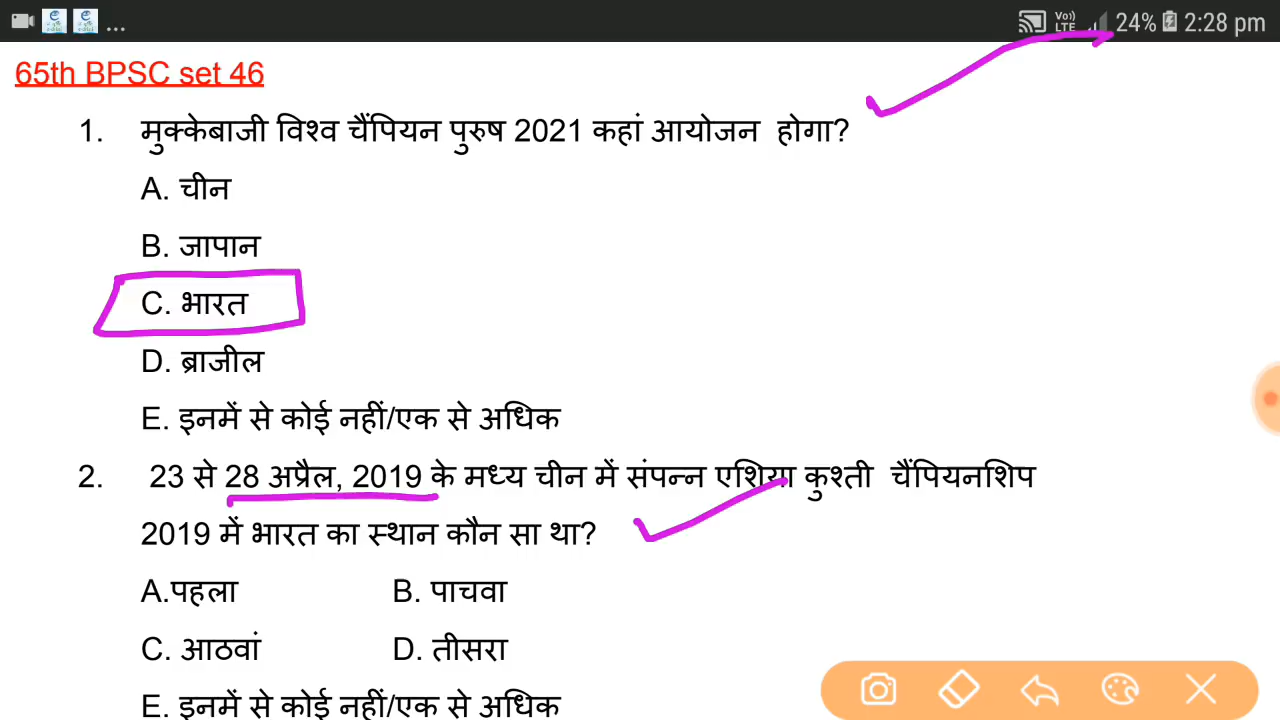 ... Vo) LTE 24% 2:28 pm
65th BPSC set 46
1. मुक्केबाजी विश्व चैंपियन पुरुष 2021 कहां आयोजन होगा?
A. चीन
B. जापान
C. भारत
D. ब्राजील
E. इनमें से कोई नहीं/एक से अधिक
2. 23 से 28 अप्रैल, 2019 के मध्य चीन में संपन्न एशिया कुश्ती चैंपियनशिप
2019 में भारत का स्थान कौन सा था?
A.पहला B. पाचवा
C. आठवां D. तीसरा
E. इनमें से कोई नहीं/एक से अधिक